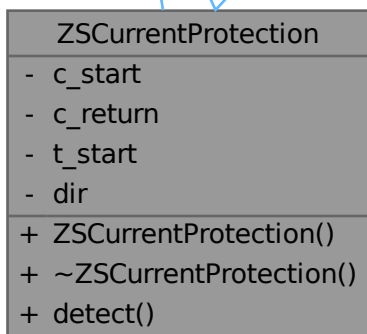 ZSCurrentProtection
- c_start
- c_return
- t_start
- dir
+ ZSCurrentProtection()
+ ~ZSCurrentProtection()
+ detect()